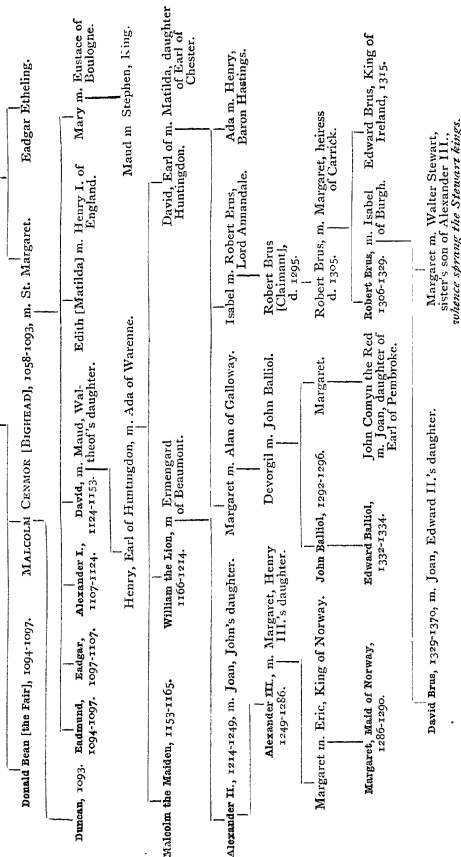 Donald Bean [the Fair], 1094-1097.
MALCOLM CENMOR [BIGHEAD], 1058-1093, m. St. Margaret.
Eadgar Etheling.
Duncan, 1093.
Eadmund,
1094-1097.
Eadgar,
1097-1107.
Alexander I.,
1107-1124.
David, m. Maud, Wal-
1124-1153. theof's daughter.
Edith [Matilda] m. Henry I. of
England.
Mary m. Eustace of
Boulogne.
Henry, Earl of Huntingdon, m. Ada of Warenne.
Maud m Stephen, King.
Malcolm the Maiden, 1153-1165.
William the Lion, m Ermengard
1166-1214. of Beaumont.
David, Earl of m. Matilda, daughter
Huntingdon. of Earl of
Chester.
Alexander II., 1214-1249, m. Joan, John's daughter.
Margaret m. Alan of Galloway.
Isabel m. Robert Brus,
Lord Annandale.
Ada m. Henry,
Baron Hastings.
Alexander III., m. Margaret, Henry
1249-1286. III.'s daughter.
Devorgil m. John Balliol.
Robert Brus
[Claimant],
d. 1295.
Margaret m. Eric, King of Norway.
John Balliol, 1292-1296.
Margaret.
Robert Brus, m. Margaret, heiress
d. 1305. of Carrick.
Margaret, Maid of Norway,
1286-1290.
Edward Balliol,
1332-1334.
John Comyn the Red
m. Joan, daughter of
Earl of Pembroke.
Robert Brus, m. Isabel
1306-1329. of Burgh.
Edward Brus, King of
Ireland, 1315.
David Brus, 1329-1370, m. Joan, Edward II.'s daughter.
Margaret m. Walter Stewart,
sister's son of Alexander III.,
whence sprang the Stewart kings.